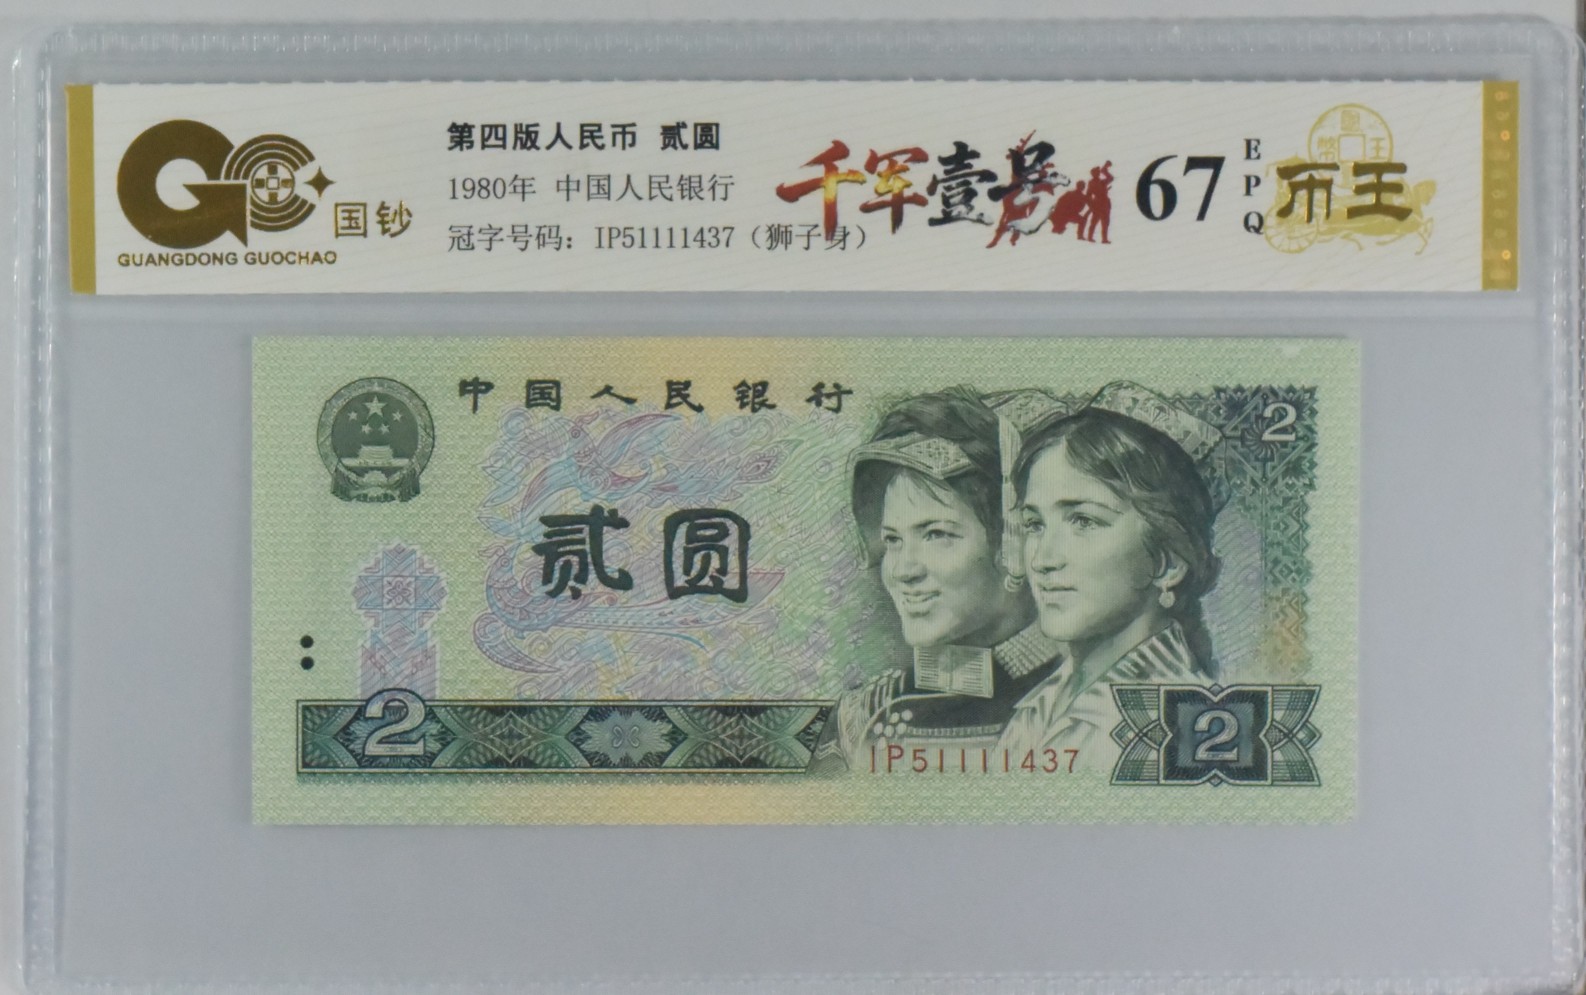 国钞
GUANGDONG GUOCHAO
第四版人民币 贰圆
1980年 中国人民银行
冠字号码：IP51111437（狮子身）
千军壹号
67
EPQ
币王
中国人民银行
2
贰圆
2
IP51111437
2